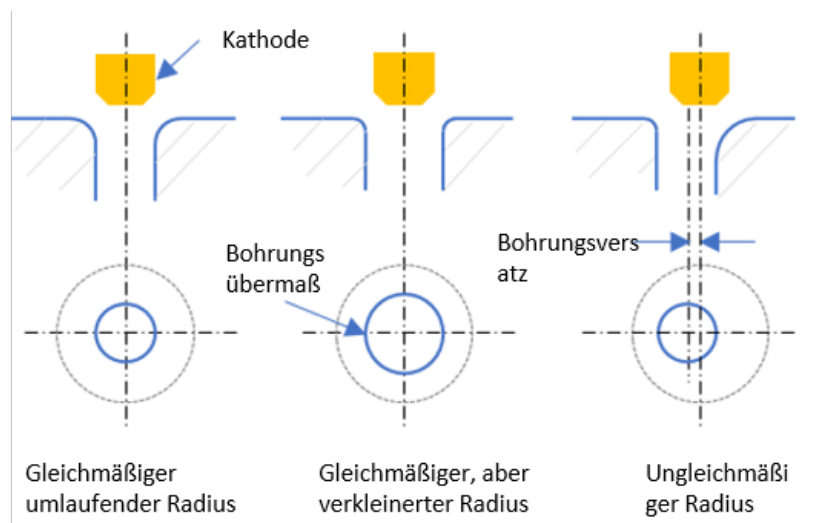 Kathode
Bohrungs
übermaß
Bohrungsvers
atz
Gleichmäßiger
umlaufender Radius
Gleichmäßiger, aber
verkleinerter Radius
Ungleichmäßi
ger Radius